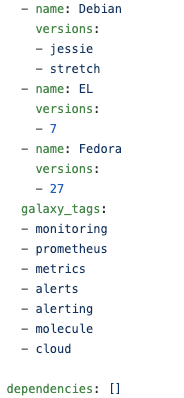 - name: Debian
versions:
- jessie
- stretch
- name: EL
versions:
- 7
- name: Fedora
versions:
- 27
galaxy_tags:
- monitoring
- prometheus
- metrics
- alerts
- alerting
- molecule
- cloud
dependencies: []